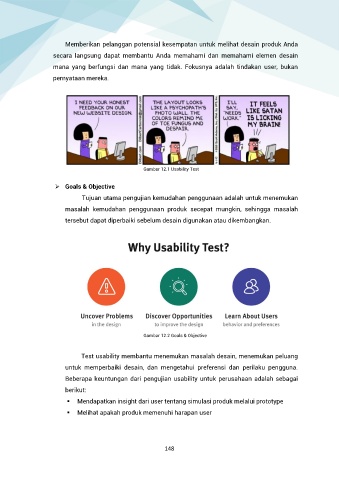 Memberikan pelanggan potensial kesempatan untuk melihat desain produk Anda
secara langsung dapat membantu Anda memahami dan memahami elemen desain
mana yang berfungsi dan mana yang tidak. Fokusnya adalah tindakan user, bukan
pernyataan mereka.
I NEED YOUR HONEST
FEEDBACK ON OUR
NEW WEBSITE DESIGN.
THE LAYOUT LOOKS
LIKE A PSYCHOPATH'S
PHOTO WALL. THE
COLORS REMIND ME
OF TOE FUNGUS AND
DESPAIR.
I'LL
SAY,
"NEEDS
WORK."
IT FEELS
LIKE SATAN
IS LICKING
MY BRAIN!
Gambar 12.1 Usability Test
➢ Goals & Objective
Tujuan utama pengujian kemudahan penggunaan adalah untuk menemukan
masalah kemudahan penggunaan produk secepat mungkin, sehingga masalah
tersebut dapat diperbaiki sebelum desain digunakan atau dikembangkan.
Why Usability Test?
Uncover Problems
in the design
Discover Opportunities
to improve the design
Learn About Users
behavior and preferences
Gambar 12.2 Goals & Objective
Test usability membantu menemukan masalah desain, menemukan peluang
untuk memperbaiki desain, dan mengetahui preferensi dan perilaku pengguna.
Beberapa keuntungan dari pengujian usability untuk perusahaan adalah sebagai
berikut:
• Mendapatkan insight dari user tentang simulasi produk melalui prototype
• Melihat apakah produk memenuhi harapan user
148